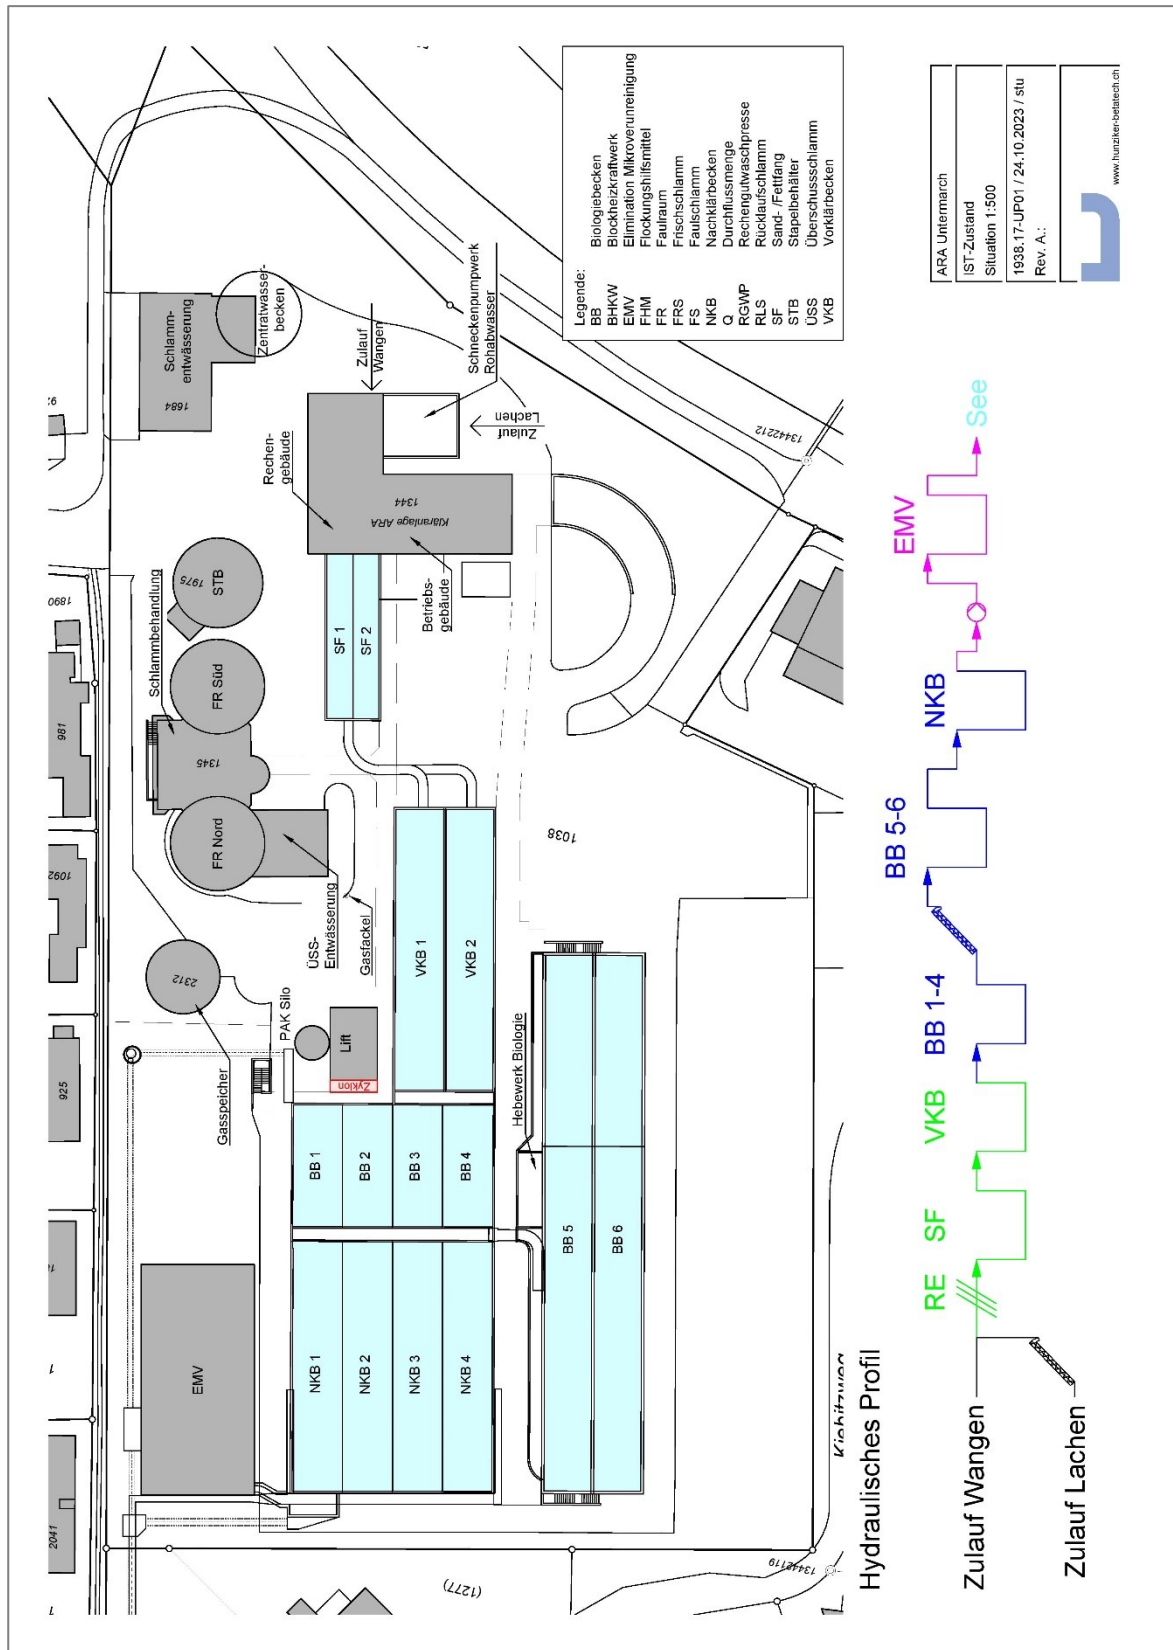 Schlamm-
entwässerung
1684
Zentratwasser-
becken
Zulauf
Wangen
Schneckenpumpwerk
Rohabwasser
Zulauf
Lachen
Rechen-
gebäude
1344
Kläranlage ARA
Betriebs-
gebäude
13442212
STB
1975
Schlammbehandlung
FR Süd
1345
FR Nord
SF 1
SF 2
ÜSS-
Entwässerung
Gasfackel
1038
2312
Gasspeicher
PAK Silo
Lift
Zyklon
VKB 1
VKB 2
Hebewerk Biologie
BB 1
BB 2
BB 3
BB 4
BB 5
BB 6
NKB 1
NKB 2
NKB 3
NKB 4
EMV
1890
981
1092
925
2041
(1277)
13442119
Kiebitzweg
Legende:
BB Biologiebecken
BHKW Blockheizkraftwerk
EMV Elimination Mikroverunreinigung
FHM Flockungshilfsmittel
FR Faulraum
FRS Frischschlamm
FS Faulschlamm
NKB Nachklärbecken
Q Durchflussmenge
RGWP Rechengutwaschpresse
RLS Rücklaufschlamm
SF Sand- /Fettfang
STB Stapelbehälter
ÜSS Überschussschlamm
VKB Vorklärbecken
Hydraulisches Profil
Zulauf Wangen
Zulauf Lachen
RE
SF
VKB
BB 1-4
BB 5-6
NKB
EMV
See
ARA Untermarch
IST-Zustand
Situation 1:500
1938.17-UP01 / 24.10.2023 / stu
Rev. A.:
www.hunziker-betatech.ch